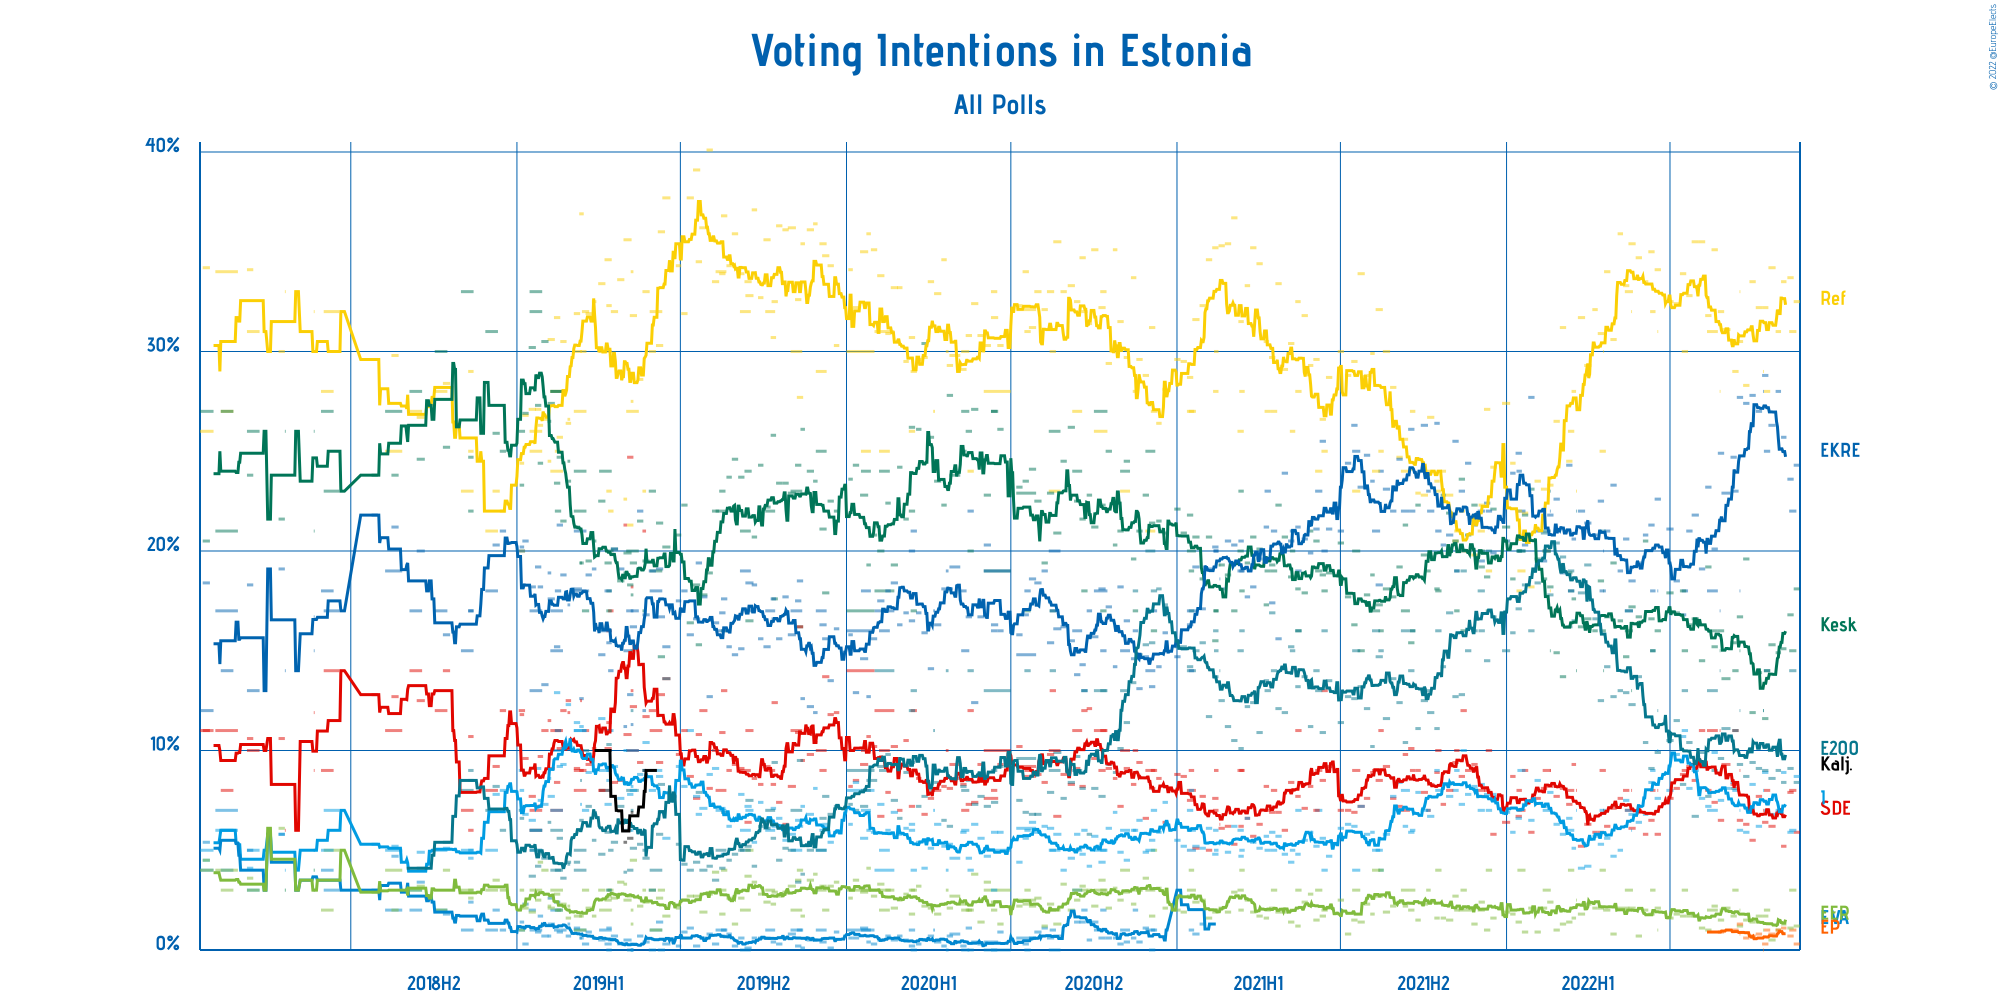 Voting Intentions in Estonia
© 2022 @EuropeElects
All Polls
40%
30%
20%
10%
0%
Ref
EKRE
Kesk
E200
Kalj.
I
SDE
EER
EVA
EP
2018H2 2019H1 2019H2 2020H1 2020H2 2021H1 2021H2 2022H1